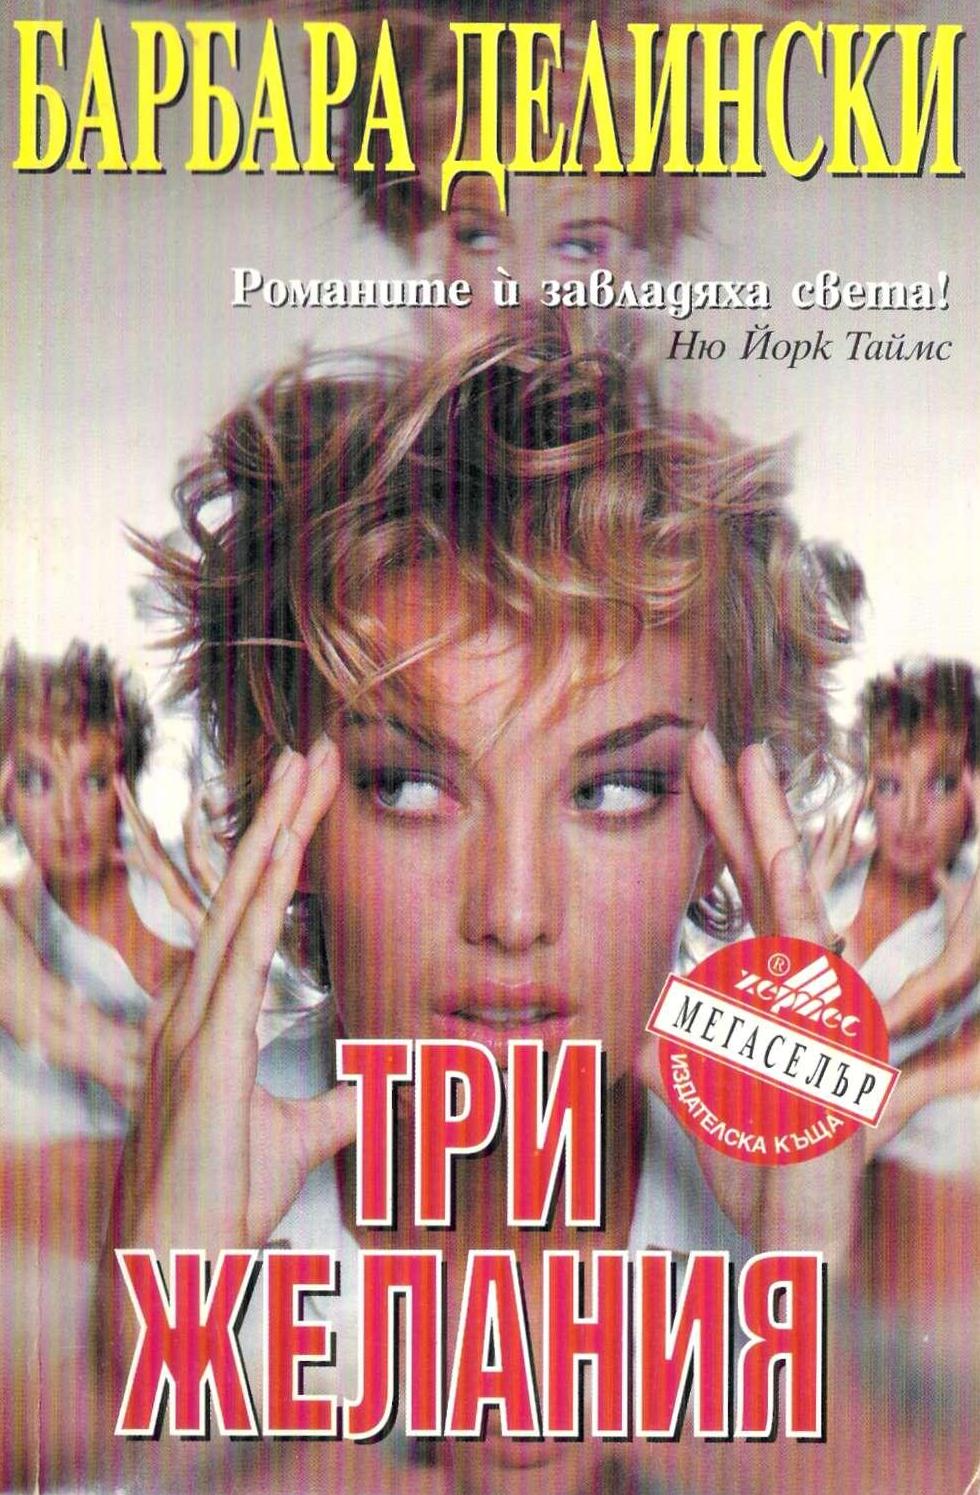 БАРБАРА ДЕЛИНСКИ
Романите ѝ завладяха света!
Ню Йорк Таймс
®
хермес
МЕГАСЕЛЪР
ИЗДАТЕЛСКА КЪЩА
ТРИ
ЖЕЛАНИЯ